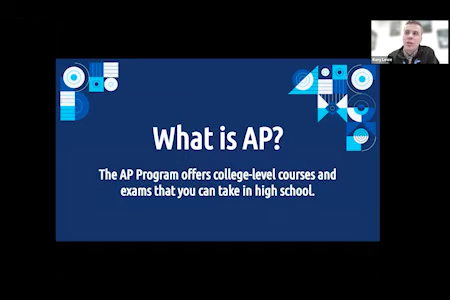 What is AP?
The AP Program offers college-level courses and
exams that you can take in high school.